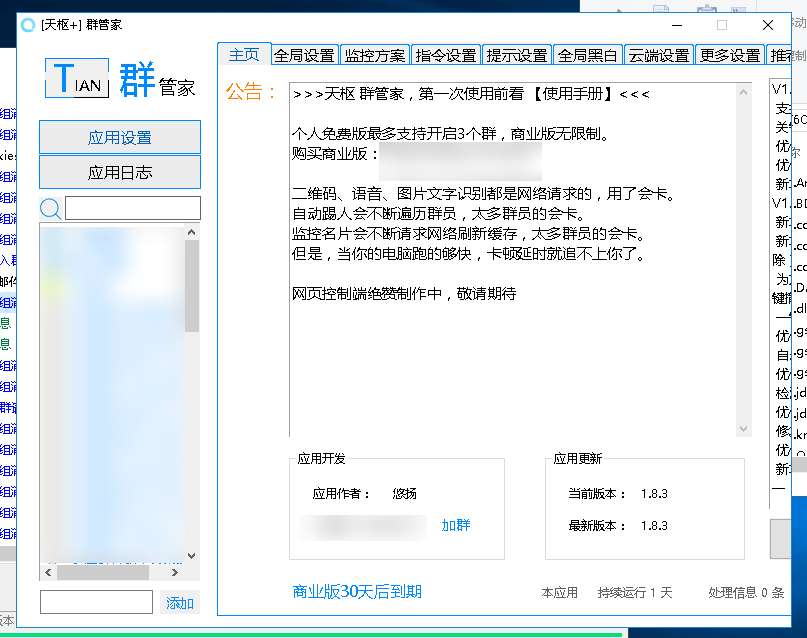 [天枢+] 群管家
TIAN 群管家
应用设置
应用日志
添加
主页 全局设置 监控方案 指令设置 提示设置 全局黑白 云端设置 更多设置
公告：
>>>天枢 群管家，第一次使用前看 【使用手册】<<<
个人免费版最多支持开启3个群，商业版无限制。
购买商业版：
二维码、语音、图片文字识别都是网络请求的，用了会卡。
自动踢人会不断遍历群员，太多群员的会卡。
监控名片会不断请求网络刷新缓存，太多群员的会卡。
但是，当你的电脑跑的够快，卡顿延时就追不上你了。
网页控制端绝赞制作中，敬请期待
应用开发
应用作者： 悠扬
加群
应用更新
当前版本： 1.8.3
最新版本： 1.8.3
商业版30天后到期
本应用 持续运行 1 天 处理信息 0 条